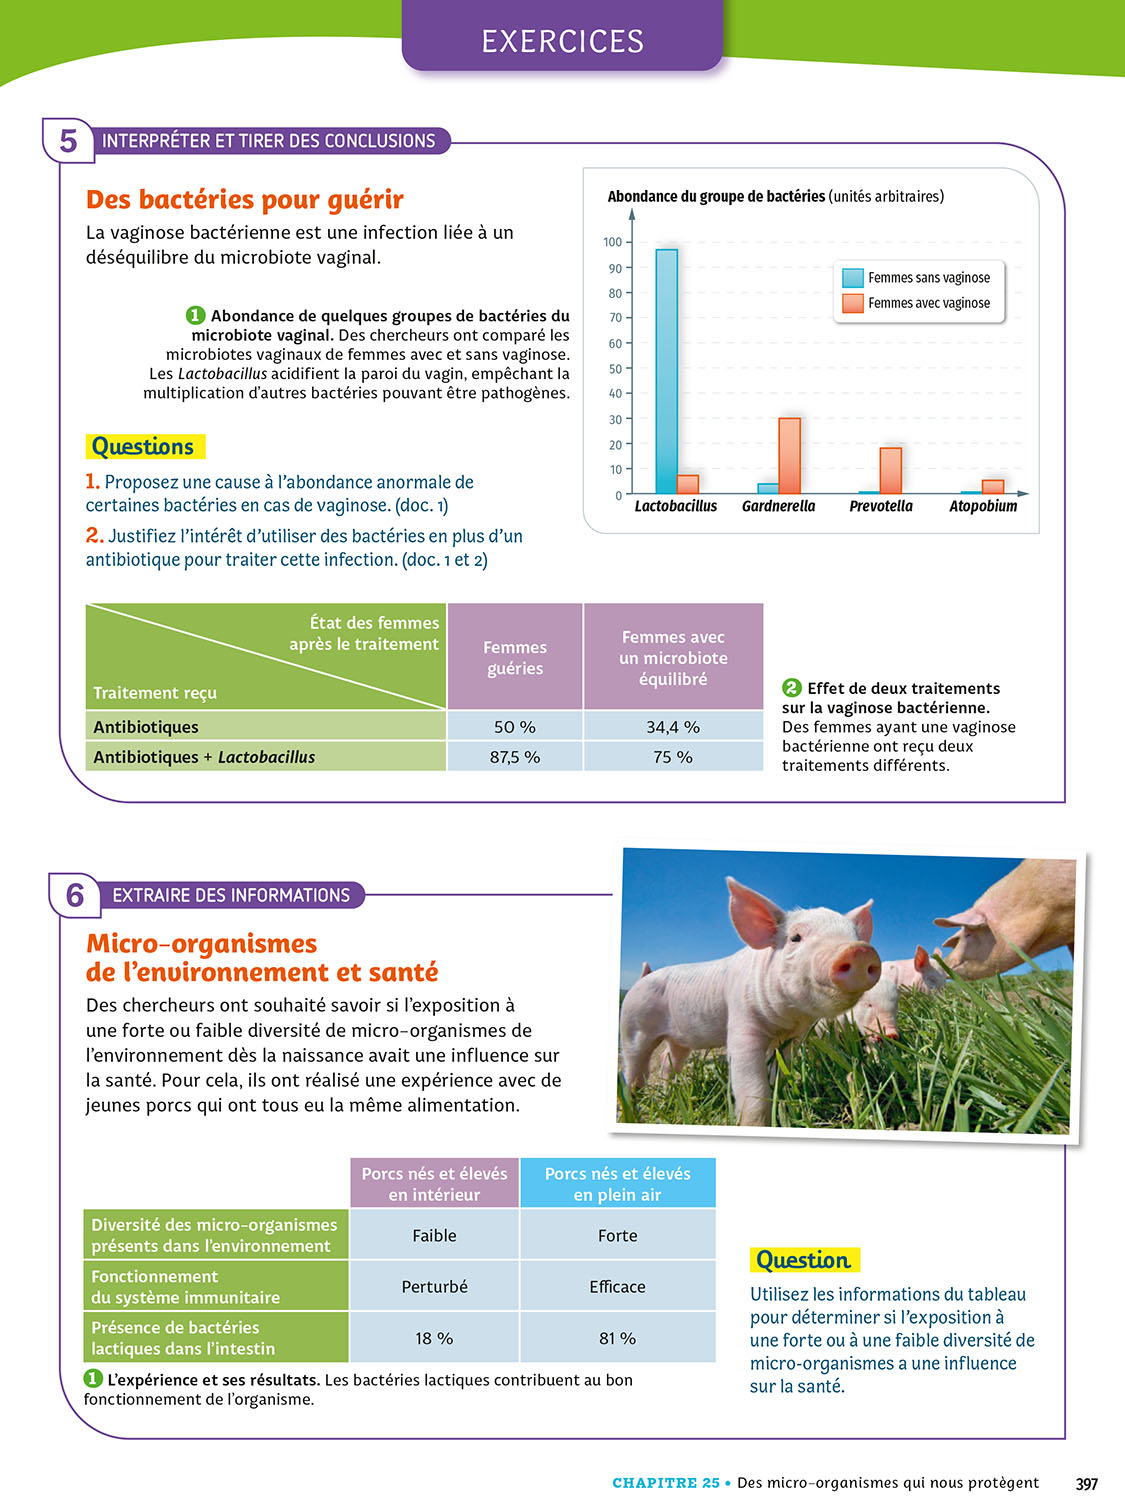 EXERCICES
5 INTERPRÉTER ET TIRER DES CONCLUSIONS
Des bactéries pour guérir
La vaginose bactérienne est une infection liée à un
déséquilibre du microbiote vaginal.
1 Abondance de quelques groupes de bactéries du
microbiote vaginal. Des chercheurs ont comparé les
microbiotes vaginaux de femmes avec et sans vaginose.
Les Lactobacillus acidifient la paroi du vagin, empêchant la
multiplication d'autres bactéries pouvant être pathogènes.
Abondance du groupe de bactéries (unités arbitraires)
100
90
80
70
60
50
40
30
20
10
0
Femmes sans vaginose
Femmes avec vaginose
Lactobacillus Gardnerella Prevotella Atopobium
Questions
1. Proposez une cause à l'abondance anormale de
certaines bactéries en cas de vaginose. (doc. 1)
2. Justifiez l'intérêt d'utiliser des bactéries en plus d'un
antibiotique pour traiter cette infection. (doc. 1 et 2)
État des femmes
après le traitement
Traitement reçu
Femmes
guéries
Femmes avec
un microbiote
équilibré
Antibiotiques 50 % 34,4 %
Antibiotiques + Lactobacillus 87,5 % 75 %
2 Effet de deux traitements
sur la vaginose bactérienne.
Des femmes ayant une vaginose
bactérienne ont reçu deux
traitements différents.
6 EXTRAIRE DES INFORMATIONS
Micro-organismes
de l'environnement et santé
Des chercheurs ont souhaité savoir si l'exposition à
une forte ou faible diversité de micro-organismes de
l'environnement dès la naissance avait une influence sur
la santé. Pour cela, ils ont réalisé une expérience avec de
jeunes porcs qui ont tous eu la même alimentation.
Porcs nés et élevés
en intérieur
Porcs nés et élevés
en plein air
Diversité des micro-organismes
présents dans l'environnement
Faible Forte
Fonctionnement
du système immunitaire
Perturbé Efficace
Présence de bactéries
lactiques dans l'intestin
18 % 81 %
1 L'expérience et ses résultats. Les bactéries lactiques contribuent au bon
fonctionnement de l'organisme.
Question
Utilisez les informations du tableau
pour déterminer si l'exposition à
une forte ou à une faible diversité de
micro-organismes a une influence
sur la santé.
CHAPITRE 25 • Des micro-organismes qui nous protègent 397